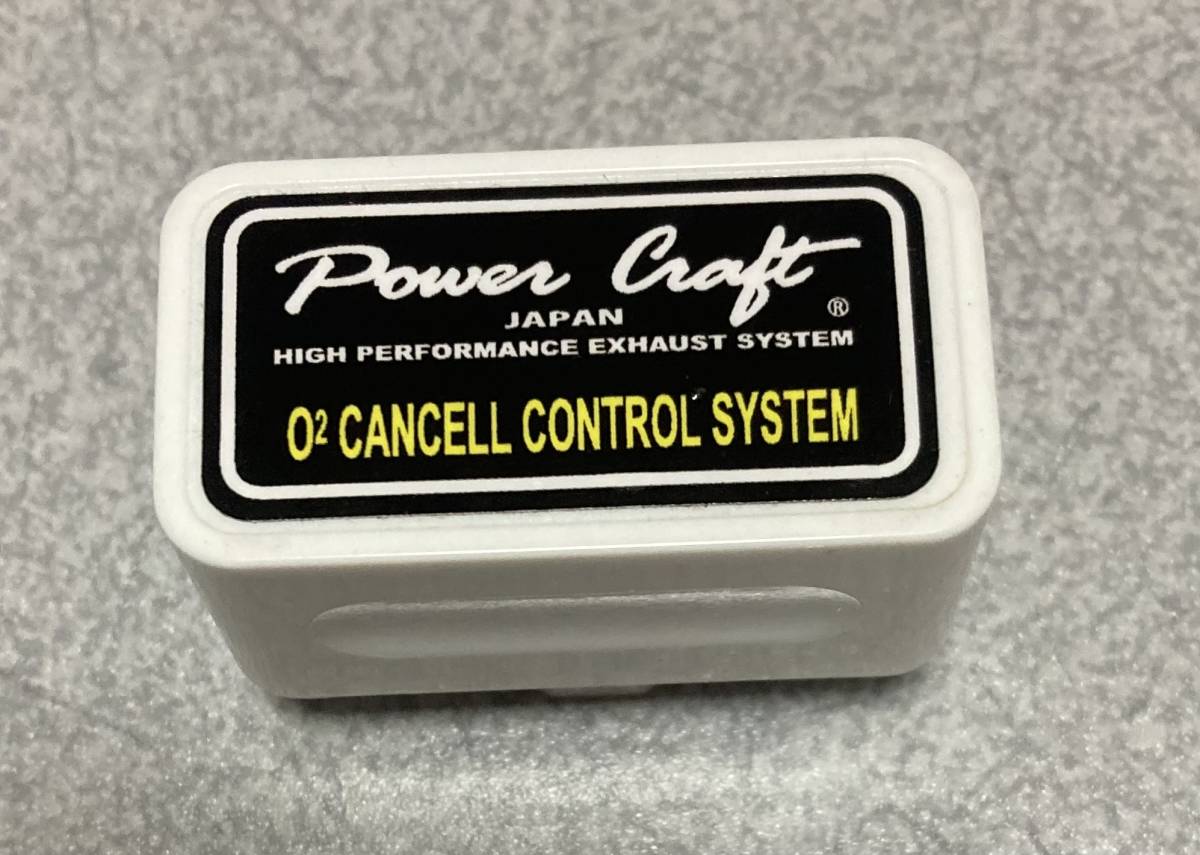 Power Craft
JAPAN ®
HIGH PERFORMANCE EXHAUST SYSTEM
O² CANCELL CONTROL SYSTEM